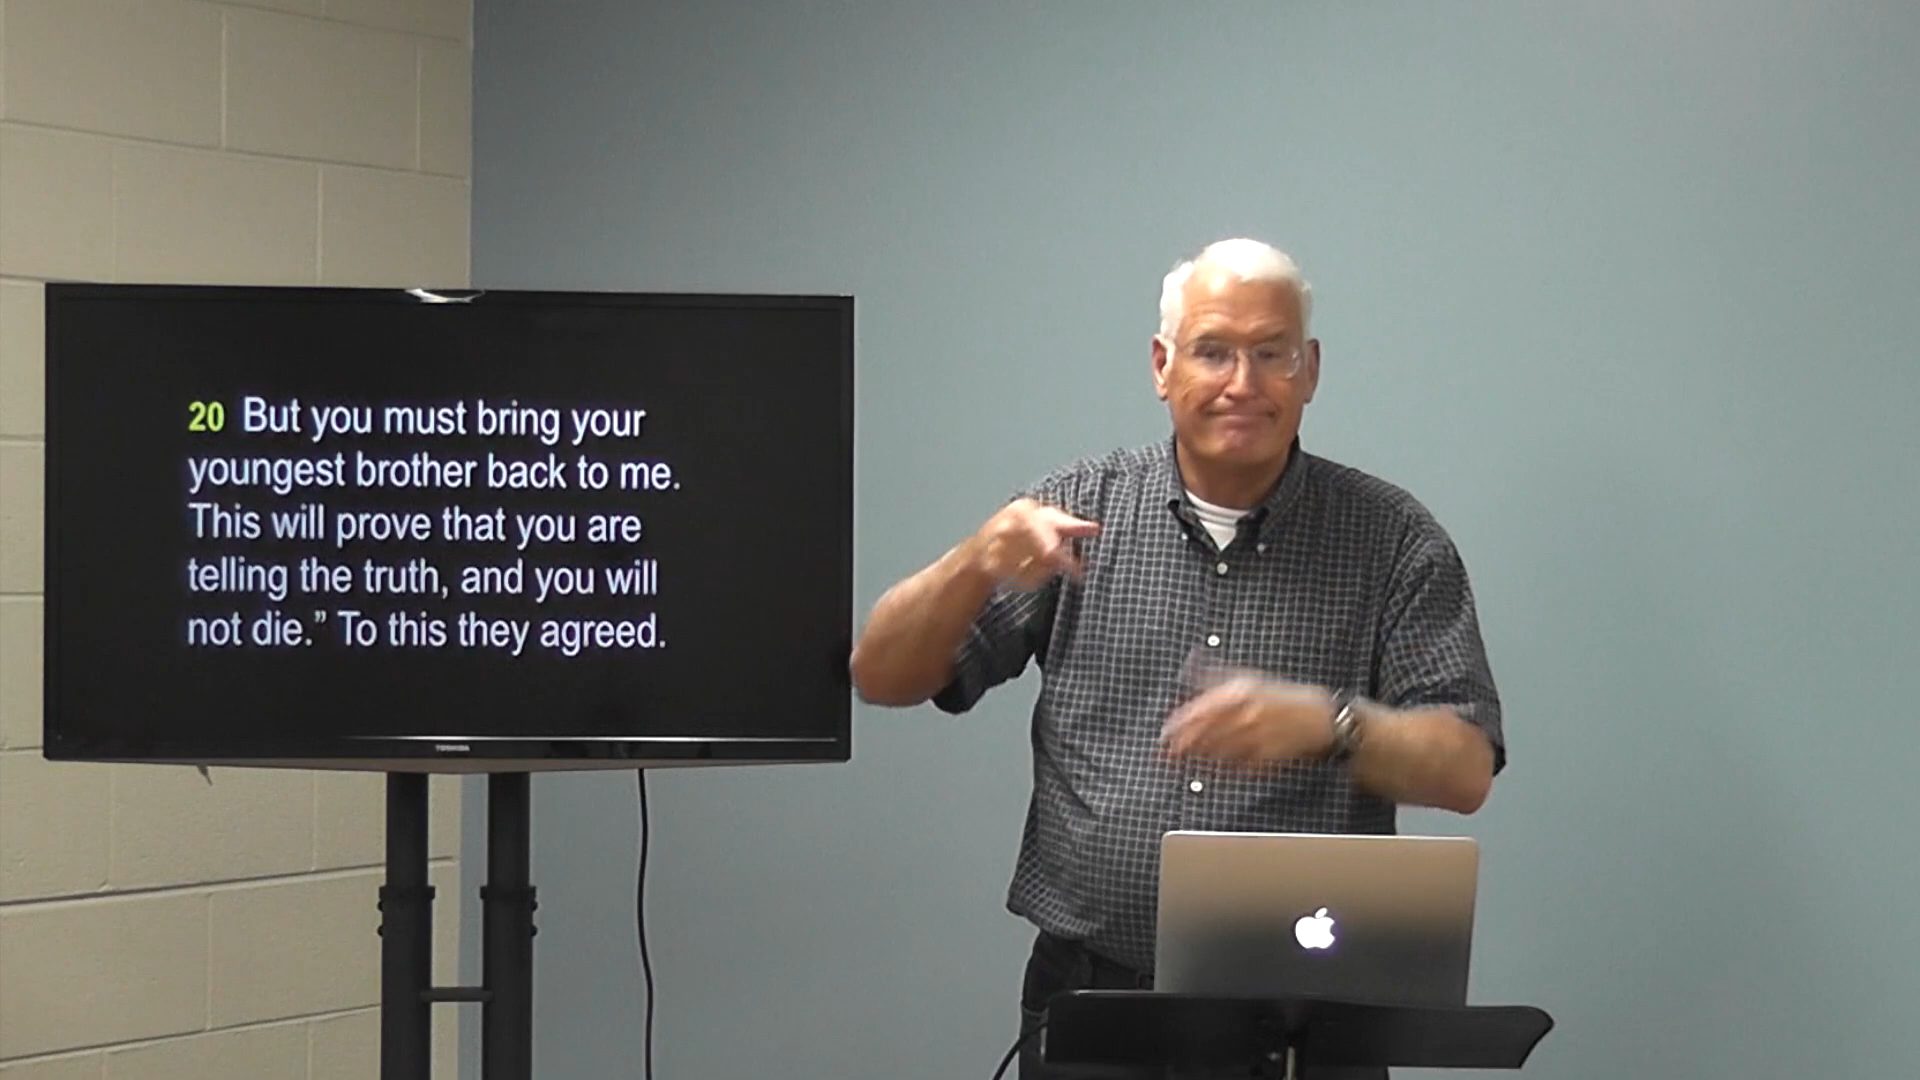 20 But you must bring your
youngest brother back to me.
This will prove that you are
telling the truth, and you will
not die.” To this they agreed.
TOSHIBA